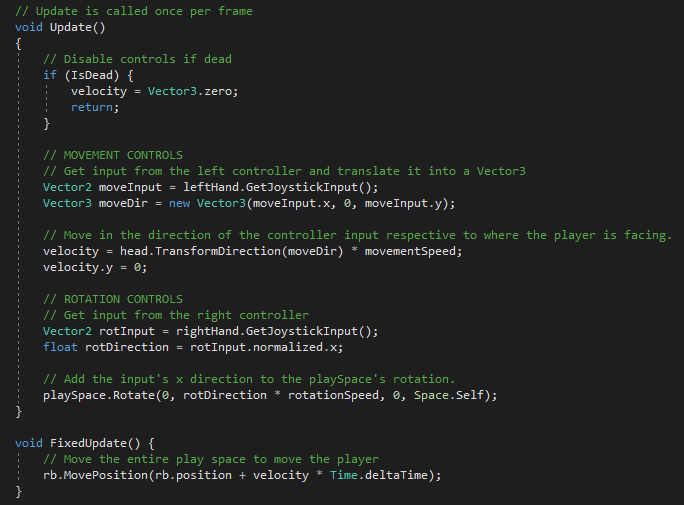 // Update is called once per frame
void Update()
{
// Disable controls if dead
if (IsDead) {
velocity = Vector3.zero;
return;
}
// MOVEMENT CONTROLS
// Get input from the left controller and translate it into a Vector3
Vector2 moveInput = leftHand.GetJoystickInput();
Vector3 moveDir = new Vector3(moveInput.x, 0, moveInput.y);
// Move in the direction of the controller input respective to where the player is facing.
velocity = head.TransformDirection(moveDir) * movementSpeed;
velocity.y = 0;
// ROTATION CONTROLS
// Get input from the right controller
Vector2 rotInput = rightHand.GetJoystickInput();
float rotDirection = rotInput.normalized.x;
// Add the input's x direction to the playSpace's rotation.
playSpace.Rotate(0, rotDirection * rotationSpeed, 0, Space.Self);
}
void FixedUpdate() {
// Move the entire play space to move the player
rb.MovePosition(rb.position + velocity * Time.deltaTime);
}